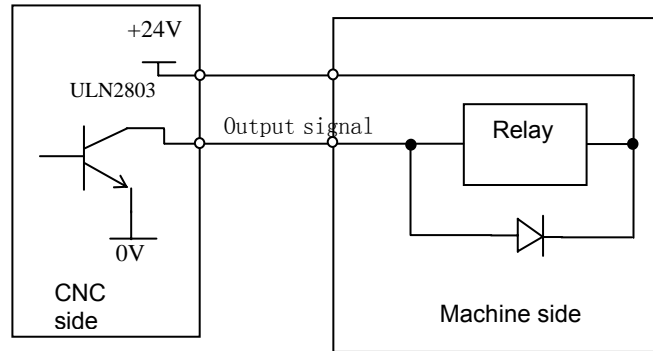 +24V
ULN2803
Output signal
Relay
0V
CNC
side
Machine side